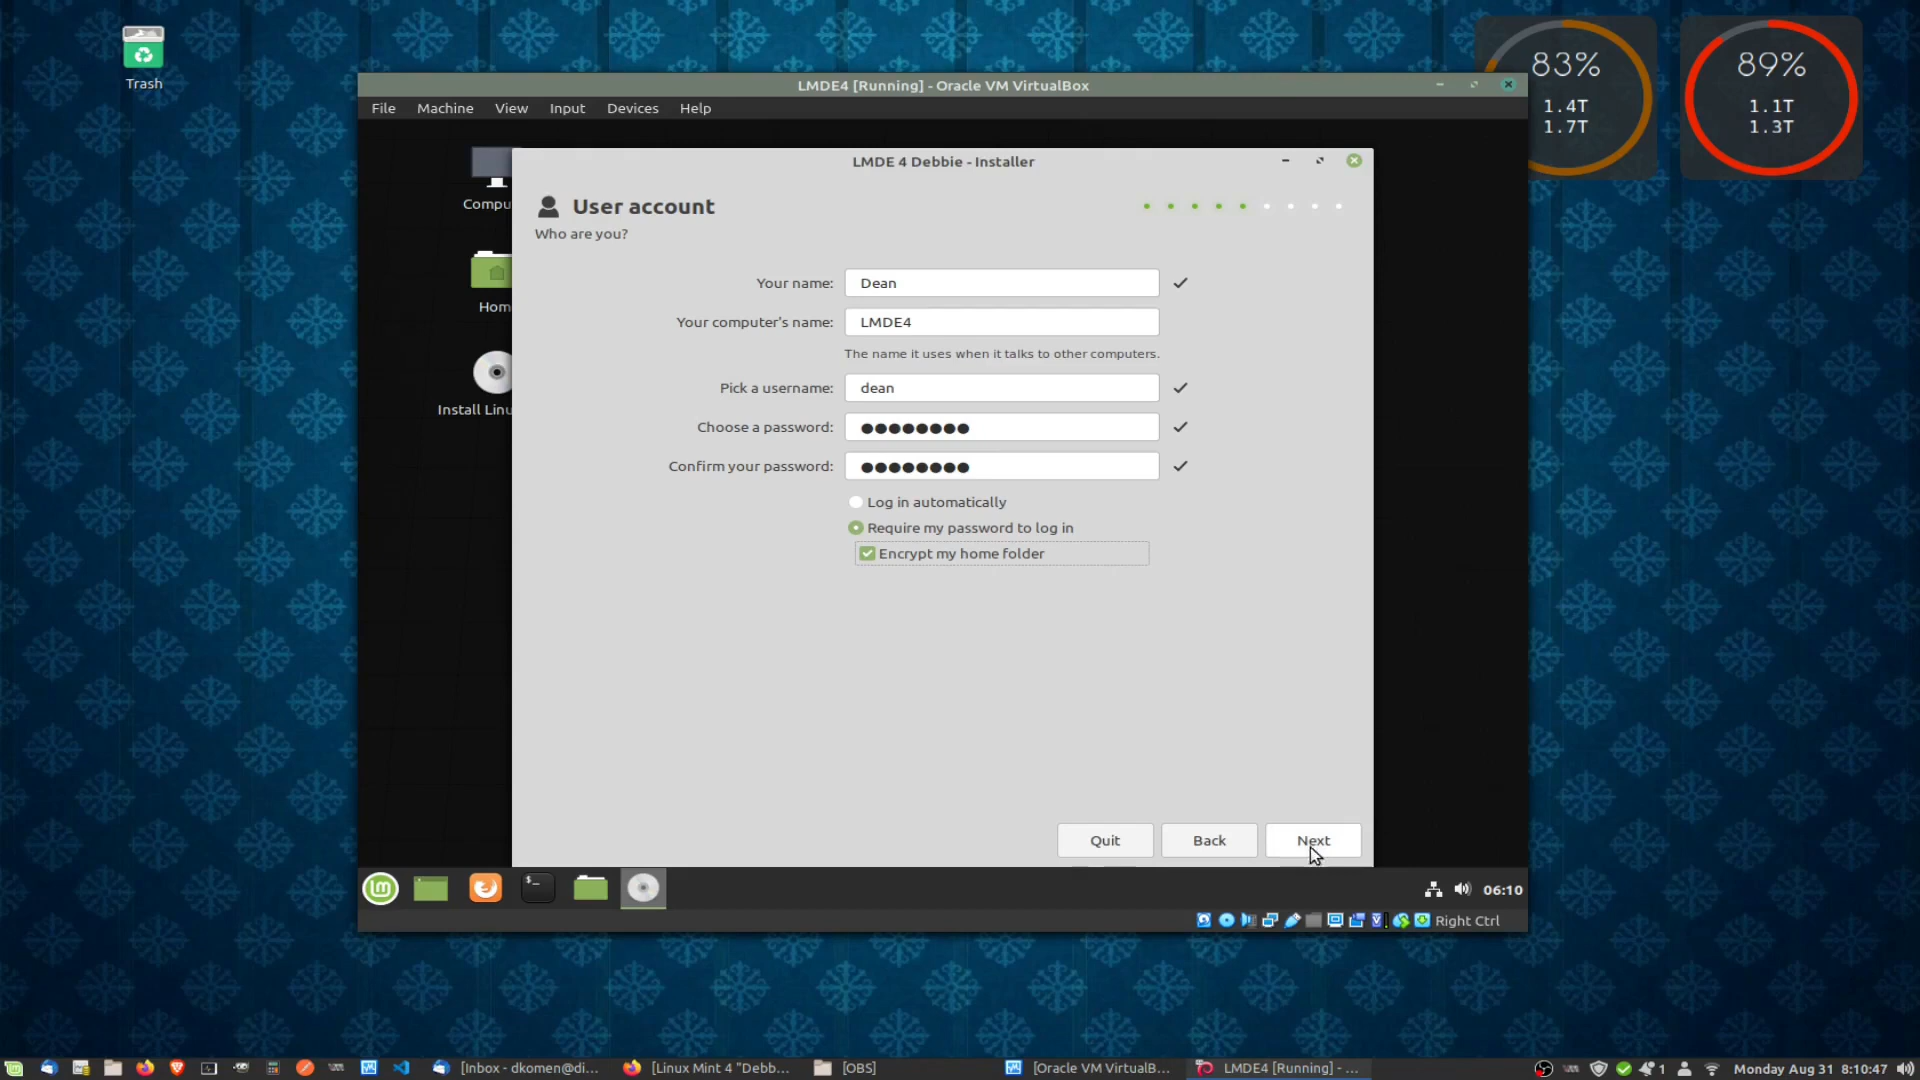 Trash
83%
1.4T
1.7T
89%
1.1T
1.3T
LMDE4 [Running] - Oracle VM VirtualBox
File Machine View Input Devices Help
LMDE 4 Debbie - Installer
Compu
Hom
Install Linu
User account
Who are you?
Your name: Dean
Your computer's name: LMDE4
The name it uses when it talks to other computers.
Pick a username: dean
Choose a password: ●●●●●●●●
Confirm your password: ●●●●●●●●
Log in automatically
Require my password to log in
Encrypt my home folder
Quit Back Next
06:10
Right Ctrl
[Inbox - dkomen@di... [Linux Mint 4 "Debb... [OBS] [Oracle VM VirtualB... LMDE4 [Running] - ... 1 Monday Aug 31 8:10:47